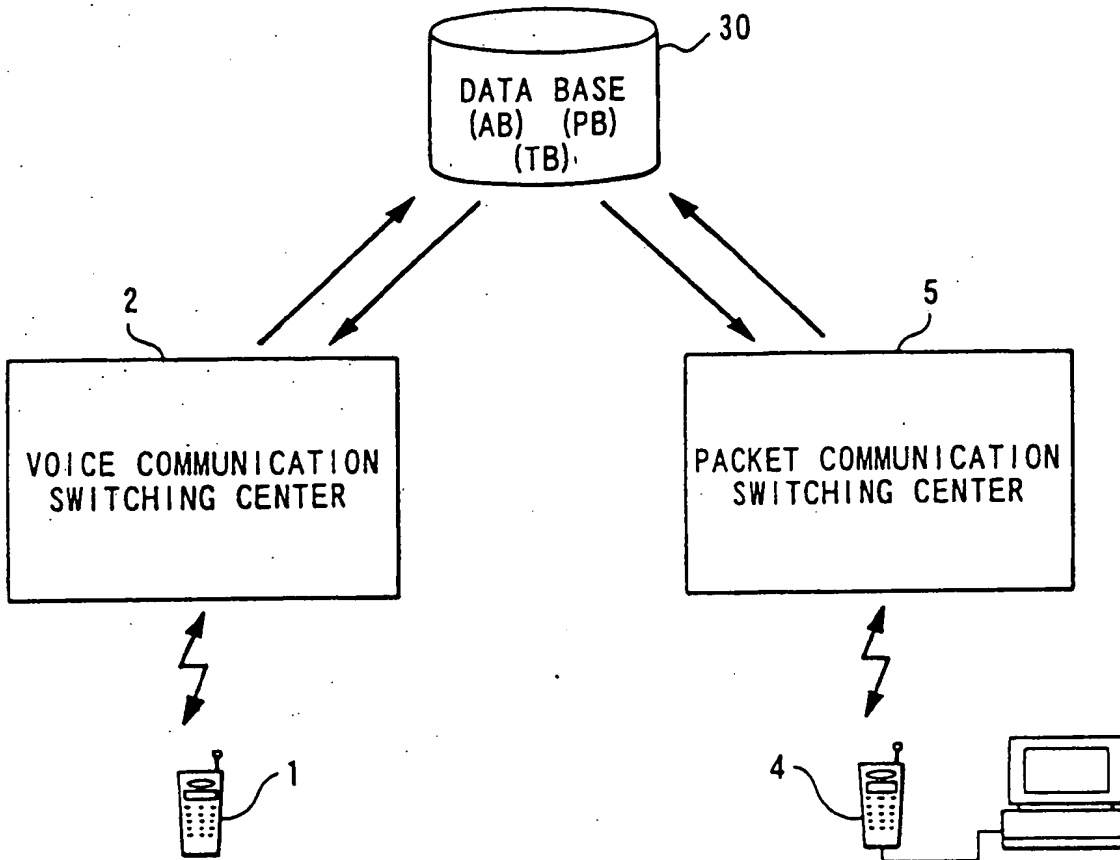 30
DATA BASE
(AB) (PB)
(TB)
2
5
VOICE COMMUNICATION
SWITCHING CENTER
PACKET COMMUNICATION
SWITCHING CENTER
1
4